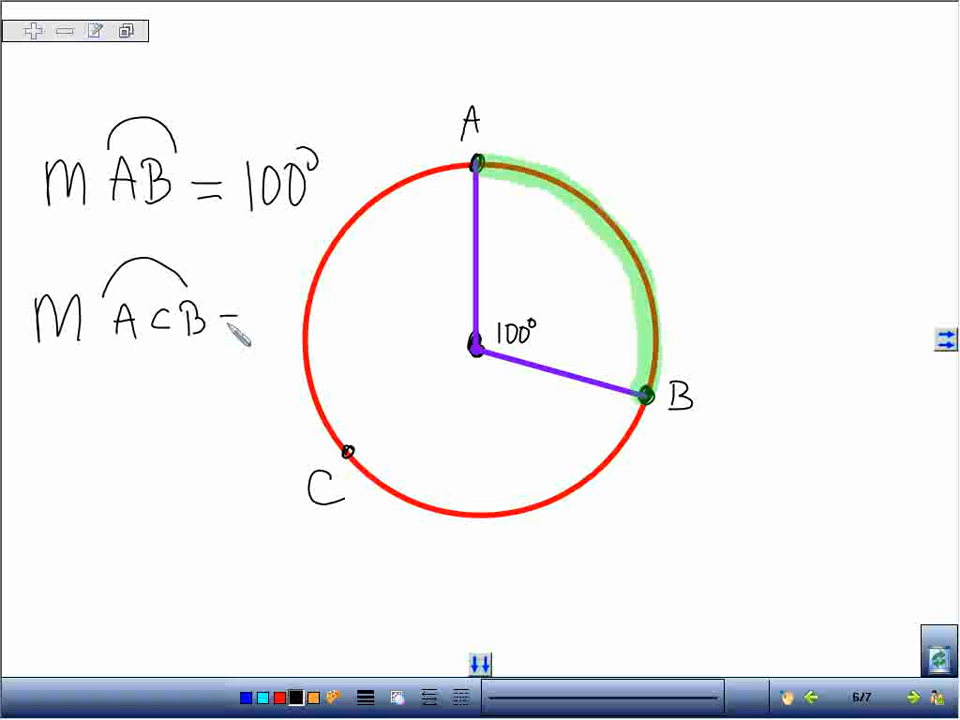 A
M AB = 100°
M ACB =
100°
B
C
6/7